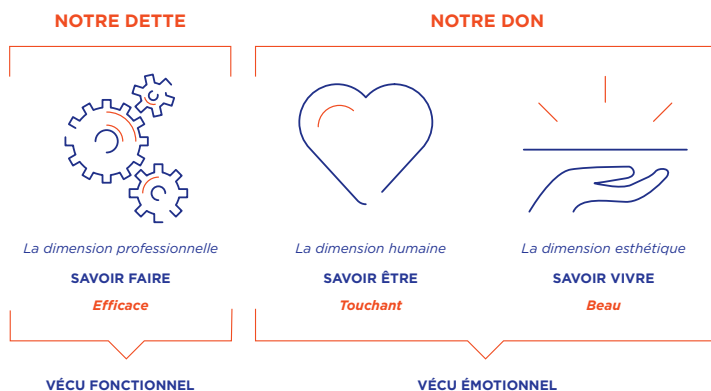 NOTRE DETTE
NOTRE DON
La dimension professionnelle
SAVOIR FAIRE
Efficace
La dimension humaine
SAVOIR ÊTRE
Touchant
La dimension esthétique
SAVOIR VIVRE
Beau
VÉCU FONCTIONNEL
VÉCU ÉMOTIONNEL